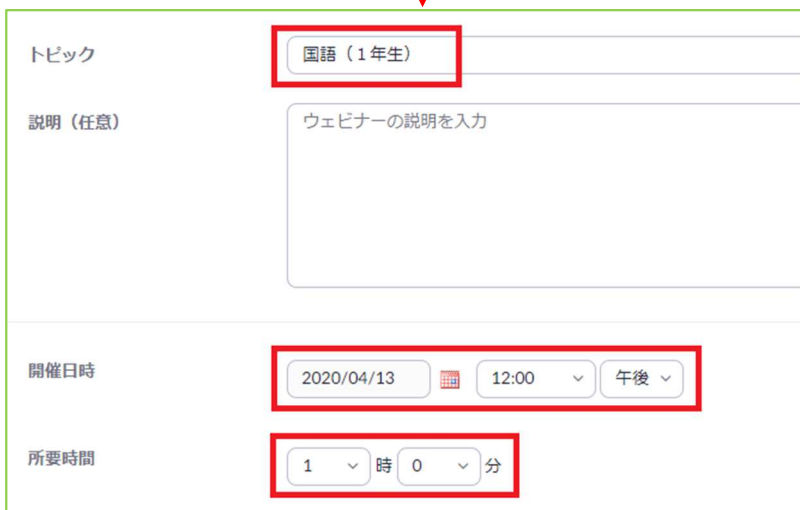 トピック 国語（１年生）
説明（任意） ウェビナーの説明を入力
開催日時 2020/04/13 12:00 午後
所要時間 1 時 0 分